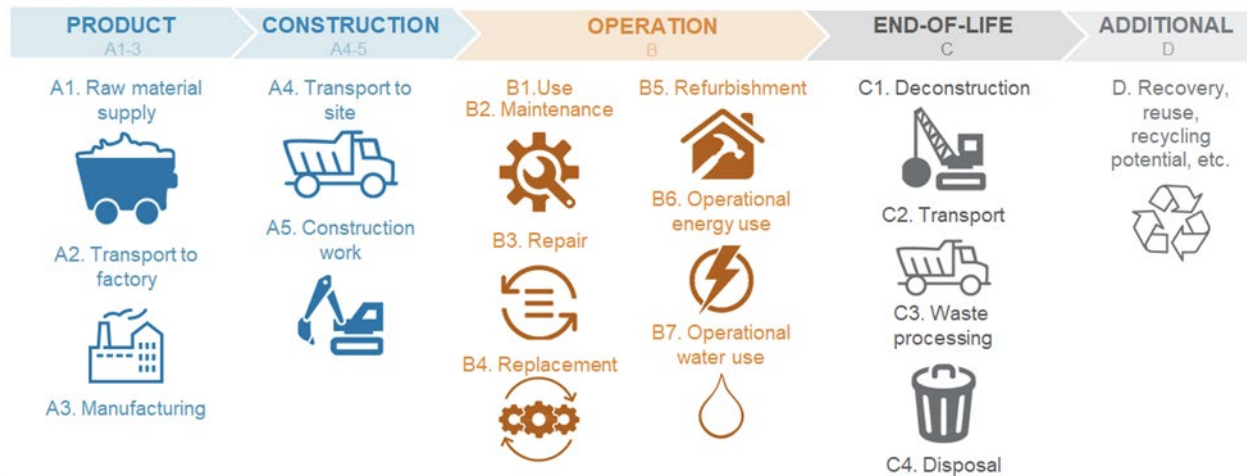 PRODUCT
A1-3
A1. Raw material
supply
A2. Transport to
factory
A3. Manufacturing
CONSTRUCTION
A4-5
A4. Transport to
site
A5. Construction
work
OPERATION
B
B1.Use
B2. Maintenance
B3. Repair
B4. Replacement
B5. Refurbishment
B6. Operational
energy use
B7. Operational
water use
END-OF-LIFE
C
C1. Deconstruction
C2. Transport
C3. Waste
processing
C4. Disposal
ADDITIONAL
D
D. Recovery,
reuse,
recycling
potential, etc.